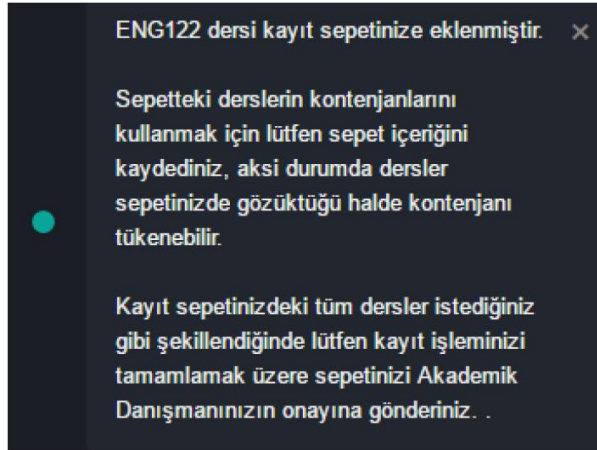 ENG122 dersi kayıt sepetinize eklenmiştir. ×
Sepetteki derslerin kontenjanlarını
kullanmak için lütfen sepet içeriğini
kaydediniz, aksi durumda dersler
sepetinizde gözüktüğü halde kontenjanı
tükenebilir.
Kayıt sepetinizdeki tüm dersler istediğiniz
gibi şekillendiğinde lütfen kayıt işleminizi
tamamlamak üzere sepetinizi Akademik
Danışmanınızın onayına gönderiniz. .